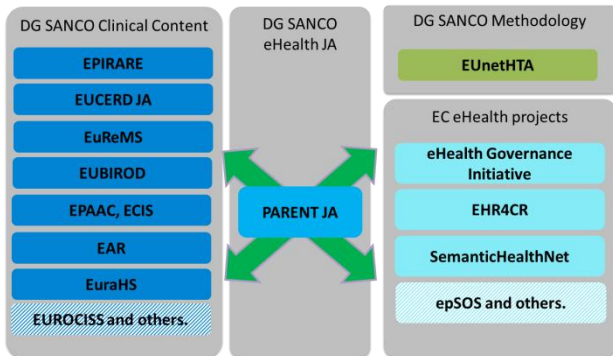 DG SANCO Clinical Content
EPIRARE
EUCERD JA
EuReMS
EUBIROD
EPAAC, ECIS
EAR
EuraHS
EUROCISS and others.
DG SANCO
eHealth JA
PARENT JA
DG SANCO Methodology
EUnetHTA
EC eHealth projects
eHealth Governance
Initiative
EHR4CR
SemanticHealthNet
epSOS and others.